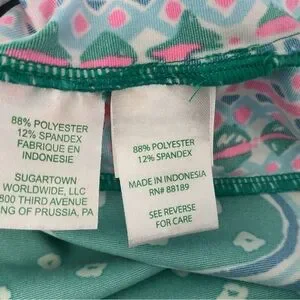 88% POLYESTER
12% SPANDEX
FABRIQUE EN
INDONESIE
SUGARTOWN
WORLDWIDE, LLC
800 THIRD AVENUE
KING OF PRUSSIA, PA
88% POLYESTER
12% SPANDEX
MADE IN INDONESIA
RN# 88189
SEE REVERSE
FOR CARE